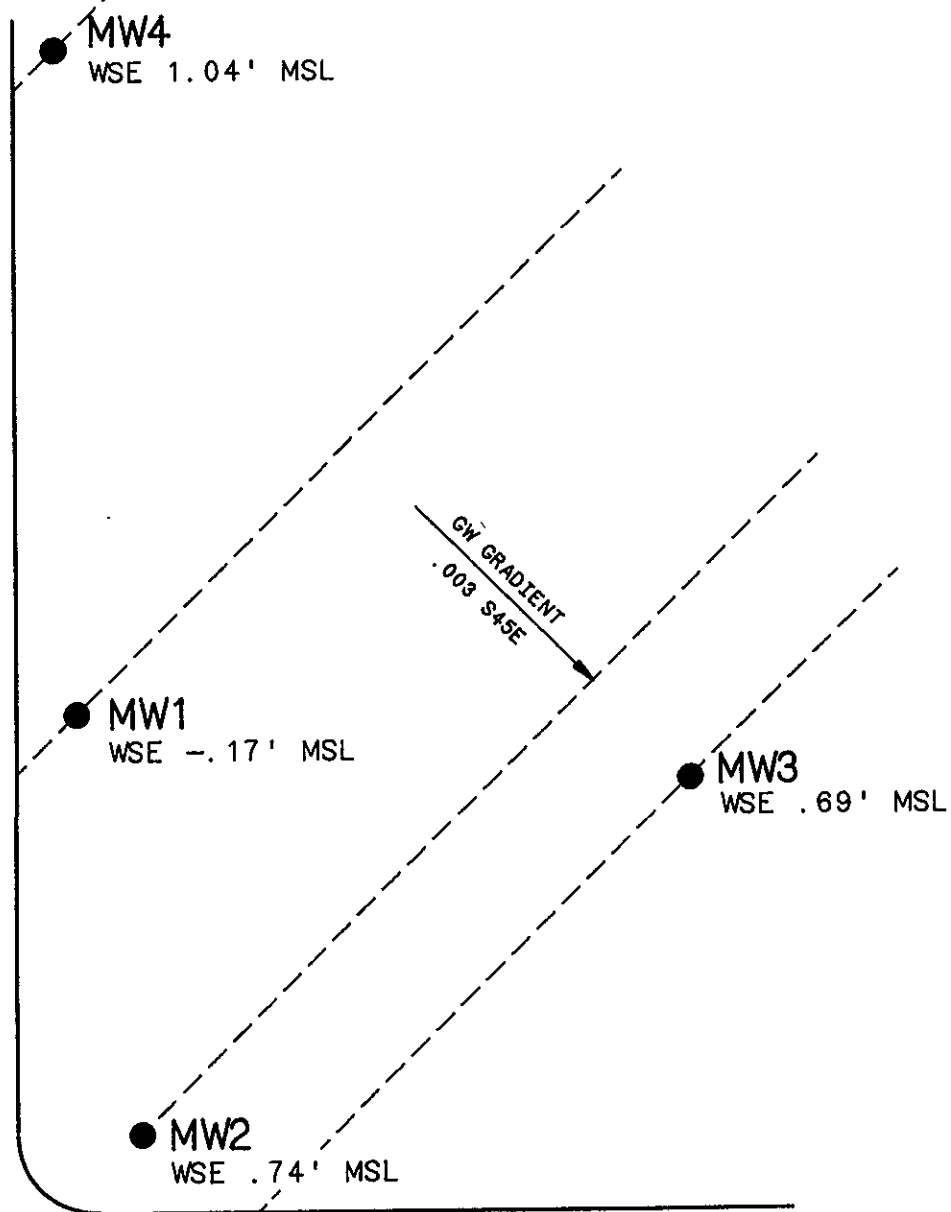 MW4
WSE 1.04' MSL
GW GRADIENT
.003 S45E
MW1
WSE -.17' MSL
MW3
WSE .69' MSL
MW2
WSE .74' MSL